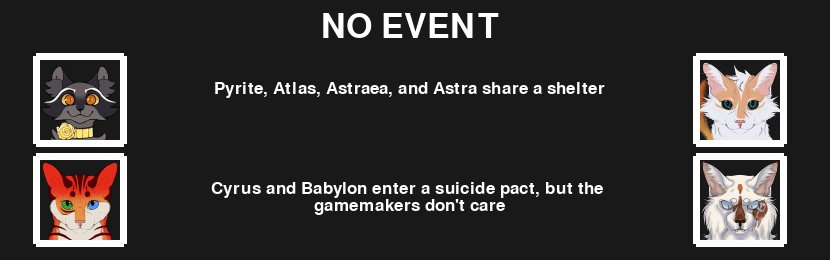 NO EVENT
Pyrite, Atlas, Astraea, and Astra share a shelter
Cyrus and Babylon enter a suicide pact, but the
gamemakers don't care